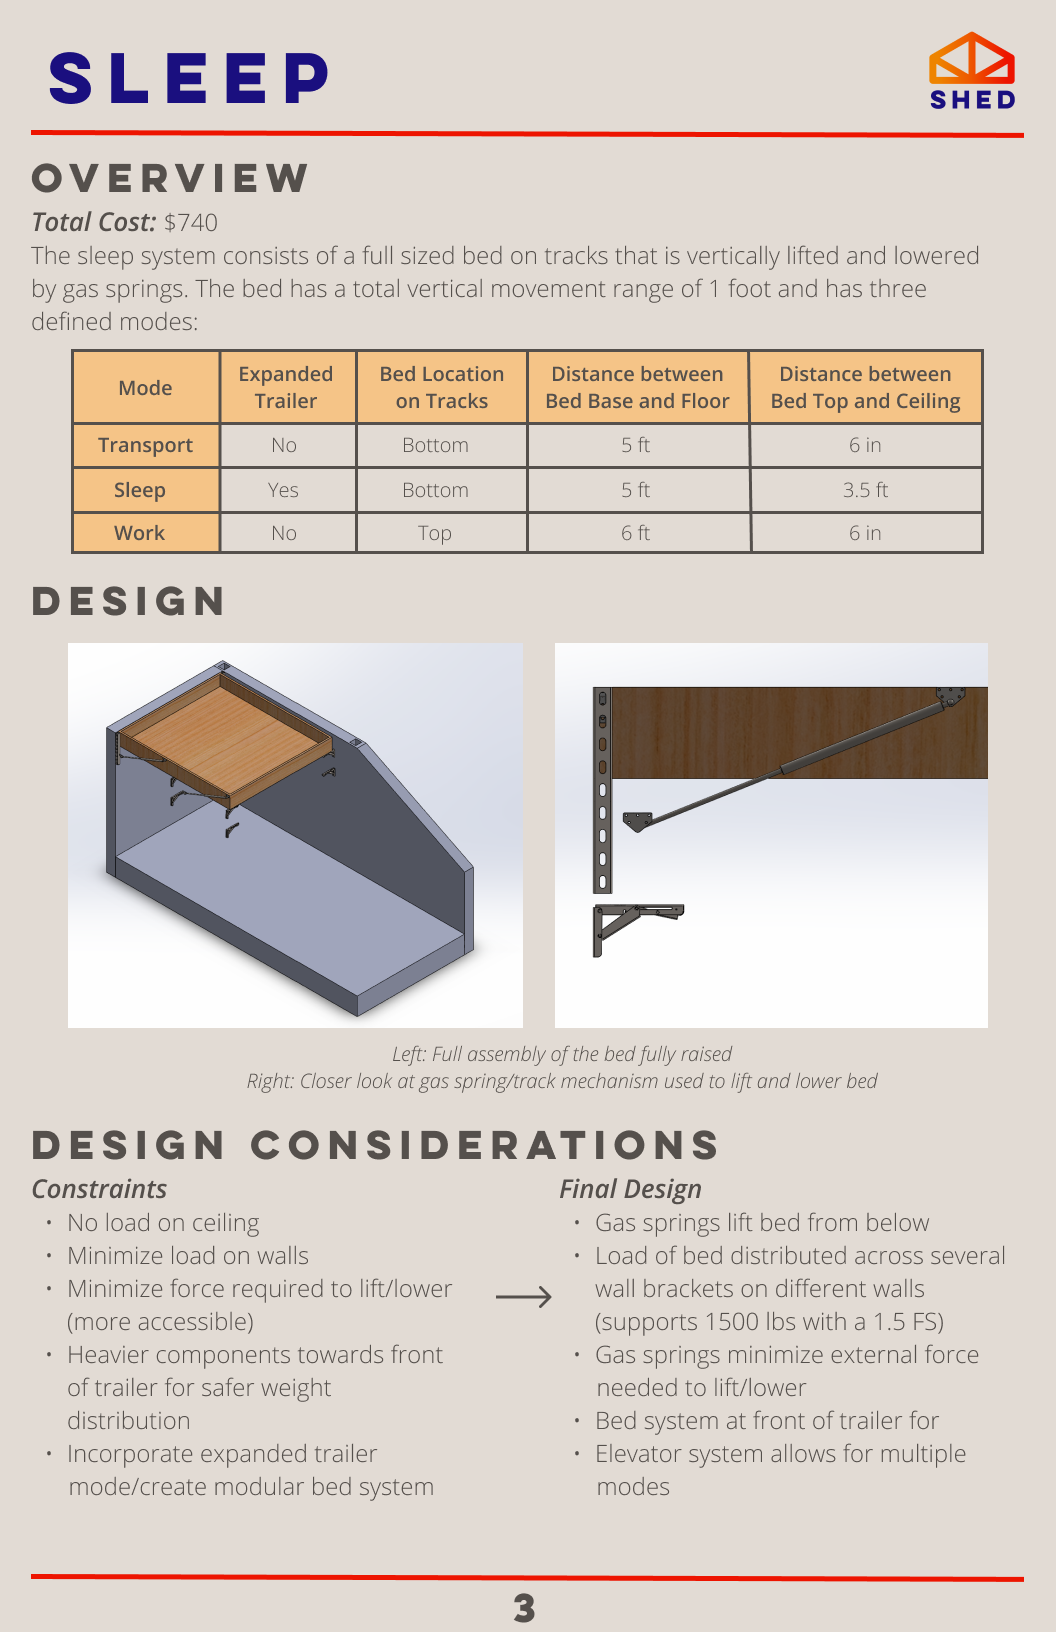 SLEEP
SHED
OVERVIEW
Total Cost: $740
The sleep system consists of a full sized bed on tracks that is vertically lifted and lowered
by gas springs. The bed has a total vertical movement range of 1 foot and has three
defined modes:
Mode Expanded Trailer Bed Location on Tracks Distance between Bed Base and Floor Distance between Bed Top and Ceiling
Transport No Bottom 5 ft 6 in
Sleep Yes Bottom 5 ft 3.5 ft
Work No Top 6 ft 6 in
DESIGN
Left: Full assembly of the bed fully raised
Right: Closer look at gas spring/track mechanism used to lift and lower bed
DESIGN CONSIDERATIONS
Constraints
• No load on ceiling
• Minimize load on walls
• Minimize force required to lift/lower
(more accessible)
• Heavier components towards front
of trailer for safer weight
distribution
• Incorporate expanded trailer
mode/create modular bed system
Final Design
• Gas springs lift bed from below
• Load of bed distributed across several
wall brackets on different walls
(supports 1500 lbs with a 1.5 FS)
• Gas springs minimize external force
needed to lift/lower
• Bed system at front of trailer for
• Elevator system allows for multiple
modes
3